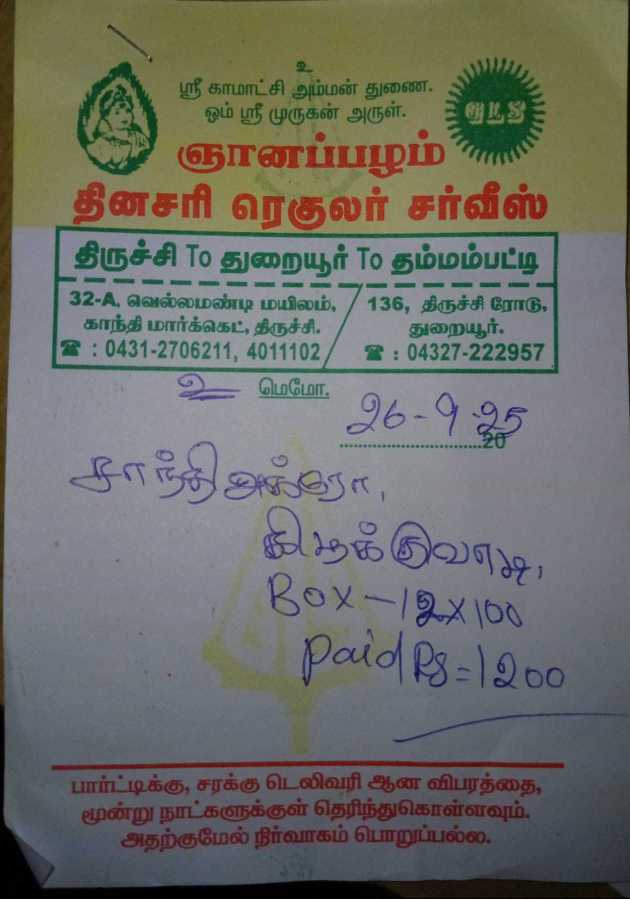 உ
ஸ்ரீ காமாட்சி அம்மன் துணை.
ஓம் ஸ்ரீ முருகன் அருள்.
GLS
ஞானப்பழம்
தினசரி ரெகுலர் சர்வீஸ்
திருச்சி To துறையூர் To தம்மம்பட்டி
32-A, வெல்லமண்டி மயிலம்,
காந்தி மார்க்கெட், திருச்சி.
☎ : 0431-2706211, 4011102
136, திருச்சி ரோடு,
துறையூர்.
☎ : 04327-222957
உ
மெமோ.
26-9-25
20
காந்தி அக்ரோ,
Box - 12x100
paid Rs = 1200
பார்ட்டிக்கு, சரக்கு டெலிவரி ஆன விபரத்தை,
மூன்று நாட்களுக்குள் தெரிந்துகொள்ளவும்.
அதற்குமேல் நிர்வாகம் பொறுப்பல்ல.